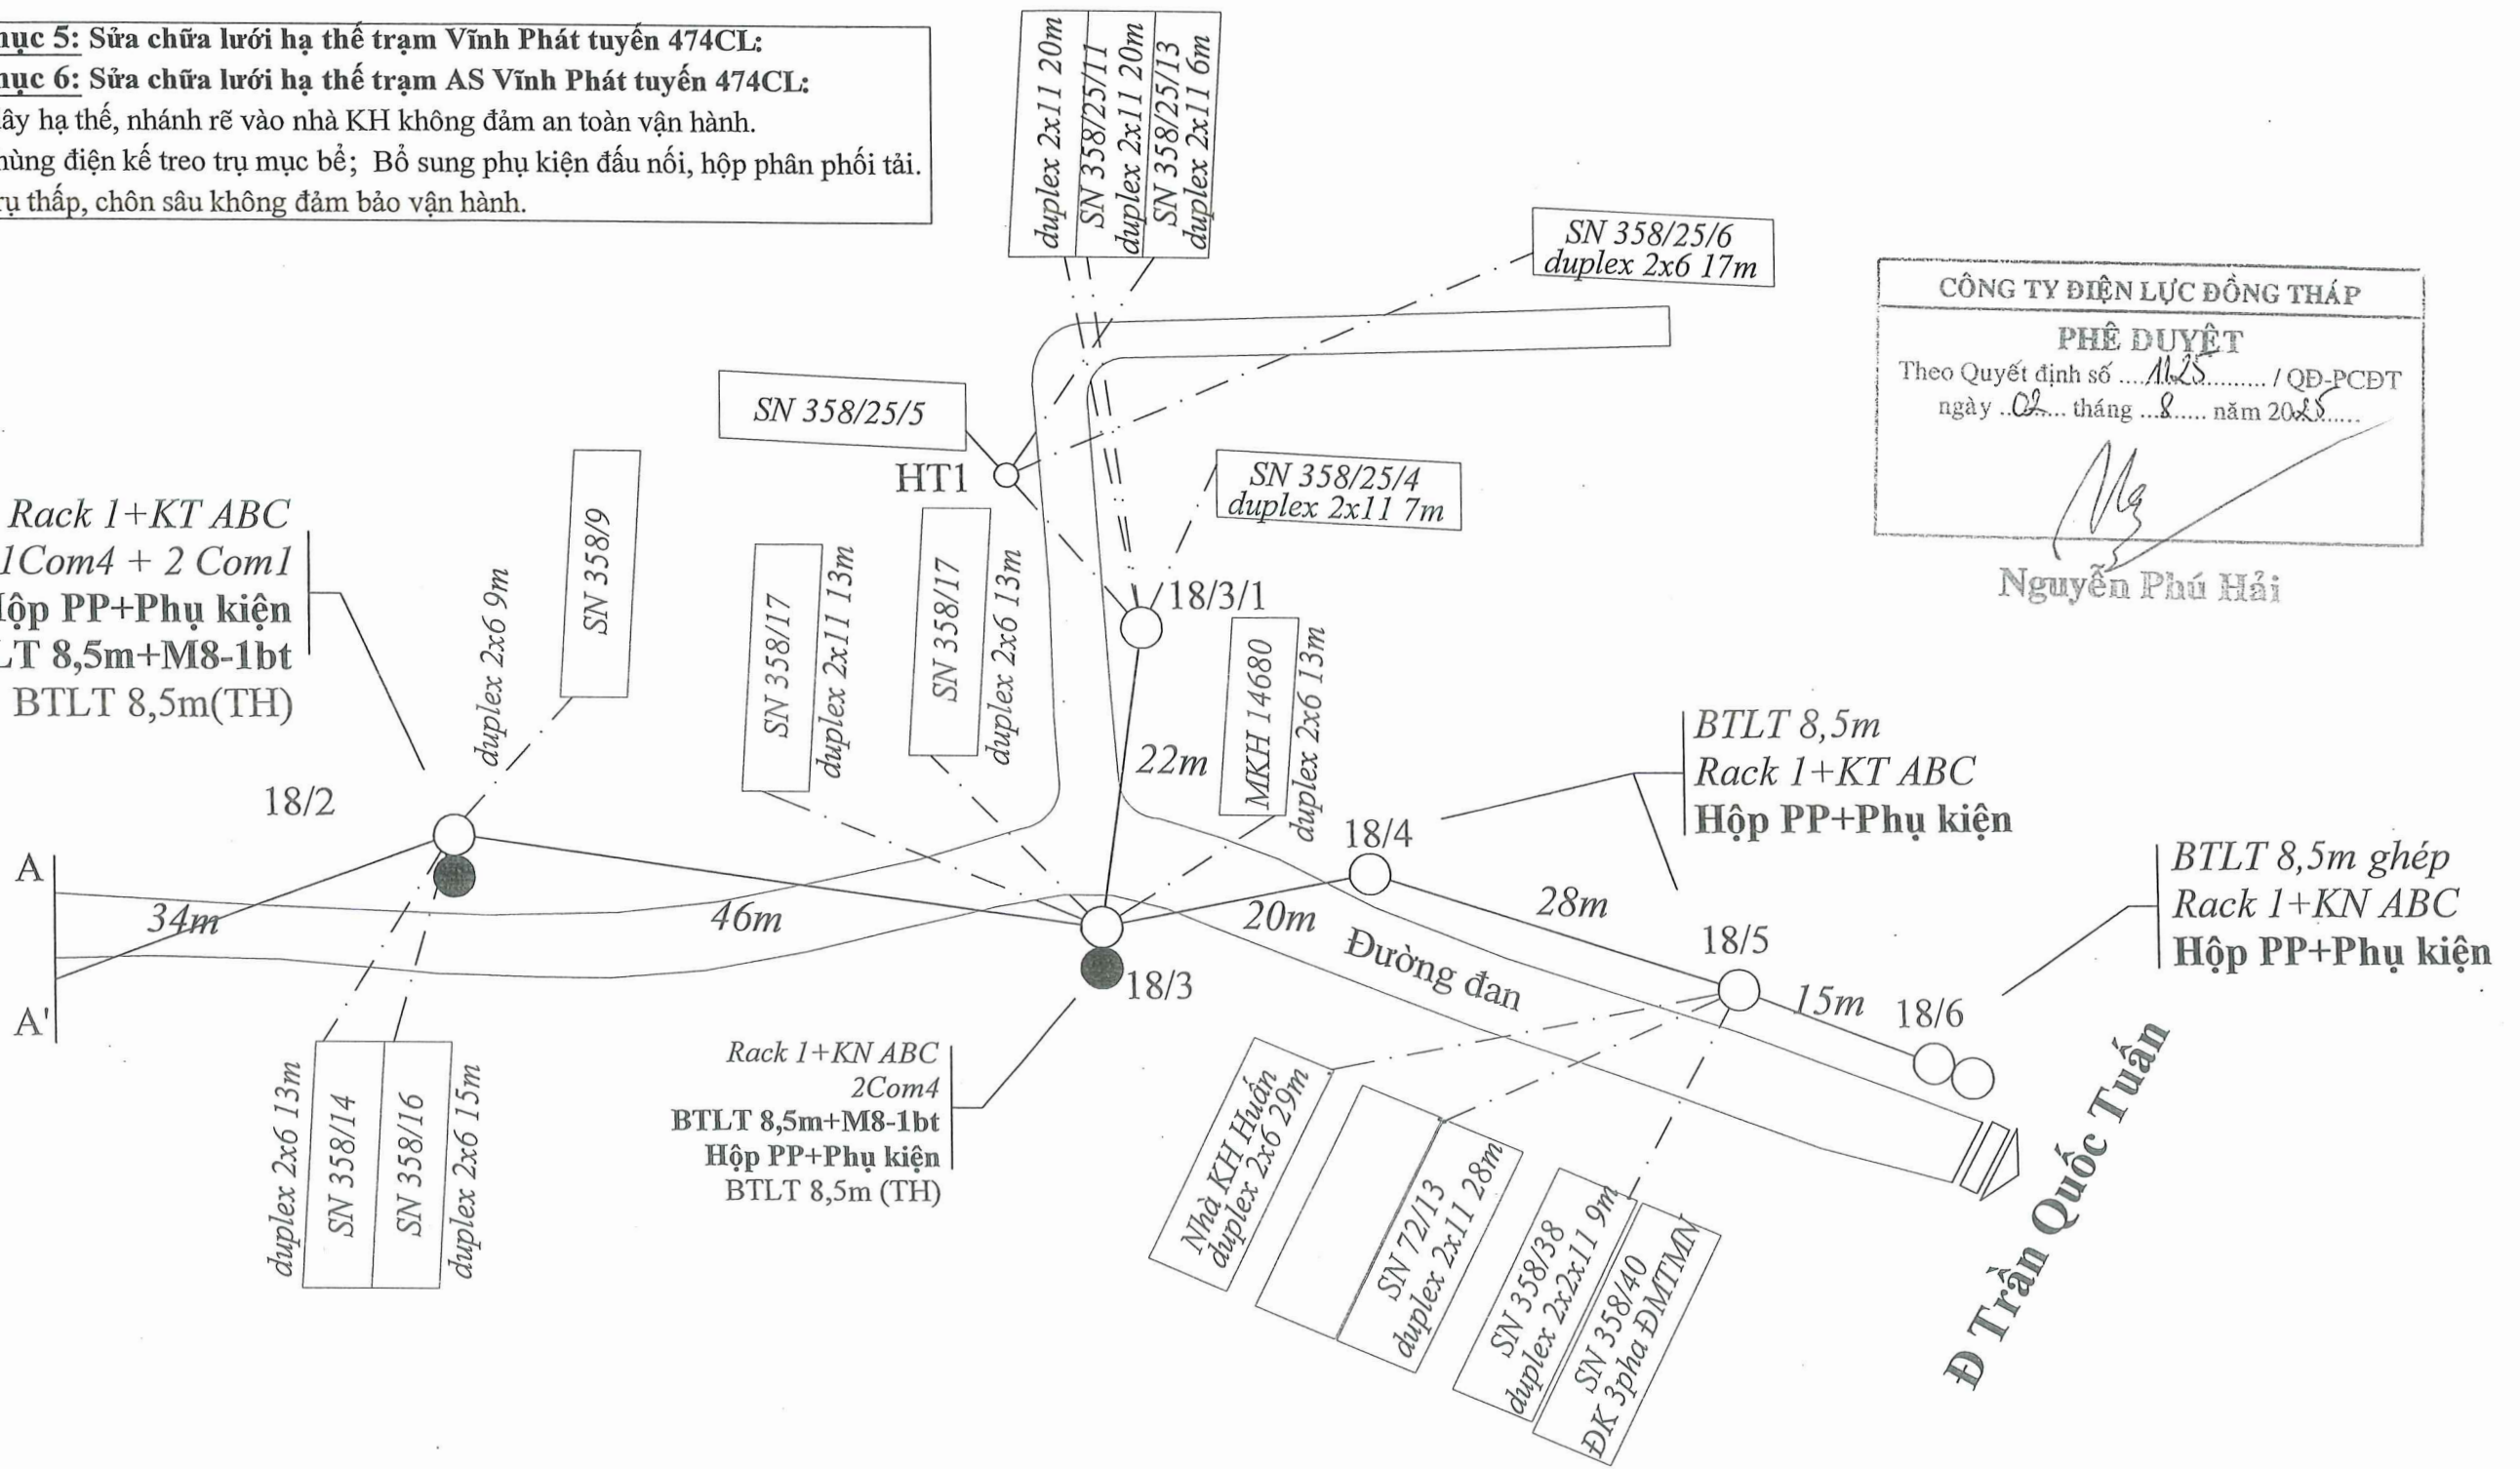 mục 5: Sửa chữa lưới hạ thế trạm Vĩnh Phát tuyến 474CL:
mục 6: Sửa chữa lưới hạ thế trạm AS Vĩnh Phát tuyến 474CL:
ây hạ thế, nhánh rẽ vào nhà KH không đảm an toàn vận hành.
hùng điện kế treo trụ mục bể; Bổ sung phụ kiện đấu nối, hộp phân phối tải.
rụ thấp, chôn sâu không đảm bảo vận hành.
duplex 2x11 20m
SN 358/25/11
duplex 2x11 20m
SN 358/25/13
duplex 2x11 6m
SN 358/25/6
duplex 2x6 17m
CÔNG TY ĐIỆN LỰC ĐỒNG THÁP
PHÊ DUYỆT
Theo Quyết định số ....1125.......... / QĐ-PCĐT
ngày ..02.... tháng ...8..... năm 2025......
Nguyễn Phú Hải
SN 358/25/5
HT1
SN 358/25/4
duplex 2x11 7m
18/3/1
Rack 1+KT ABC
1Com4 + 2 Com1
Hộp PP+Phụ kiện
LT 8,5m+M8-1bt
BTLT 8,5m(TH)
duplex 2x6 9m
SN 358/9
SN 358/17
duplex 2x11 13m
SN 358/17
duplex 2x6 13m
22m
MKH 14680
duplex 2x6 13m
BTLT 8,5m
Rack 1+KT ABC
Hộp PP+Phụ kiện
18/2
18/4
A
34m
46m
20m
28m
18/5
BTLT 8,5m ghép
Rack 1+KN ABC
Hộp PP+Phụ kiện
A'
18/3
Đường đan
15m
18/6
duplex 2x6 13m
SN 358/14
SN 358/16
duplex 2x6 15m
Rack 1+KN ABC
2Com4
BTLT 8,5m+M8-1bt
Hộp PP+Phụ kiện
BTLT 8,5m (TH)
Nhà KH Huấn
duplex 2x6 29m
SN 72/13
duplex 2x11 28m
SN 358/38
duplex 2x2x11 9m
SN 358/40
ĐK 3pha ĐMTMN
Đ Trần Quốc Tuấn